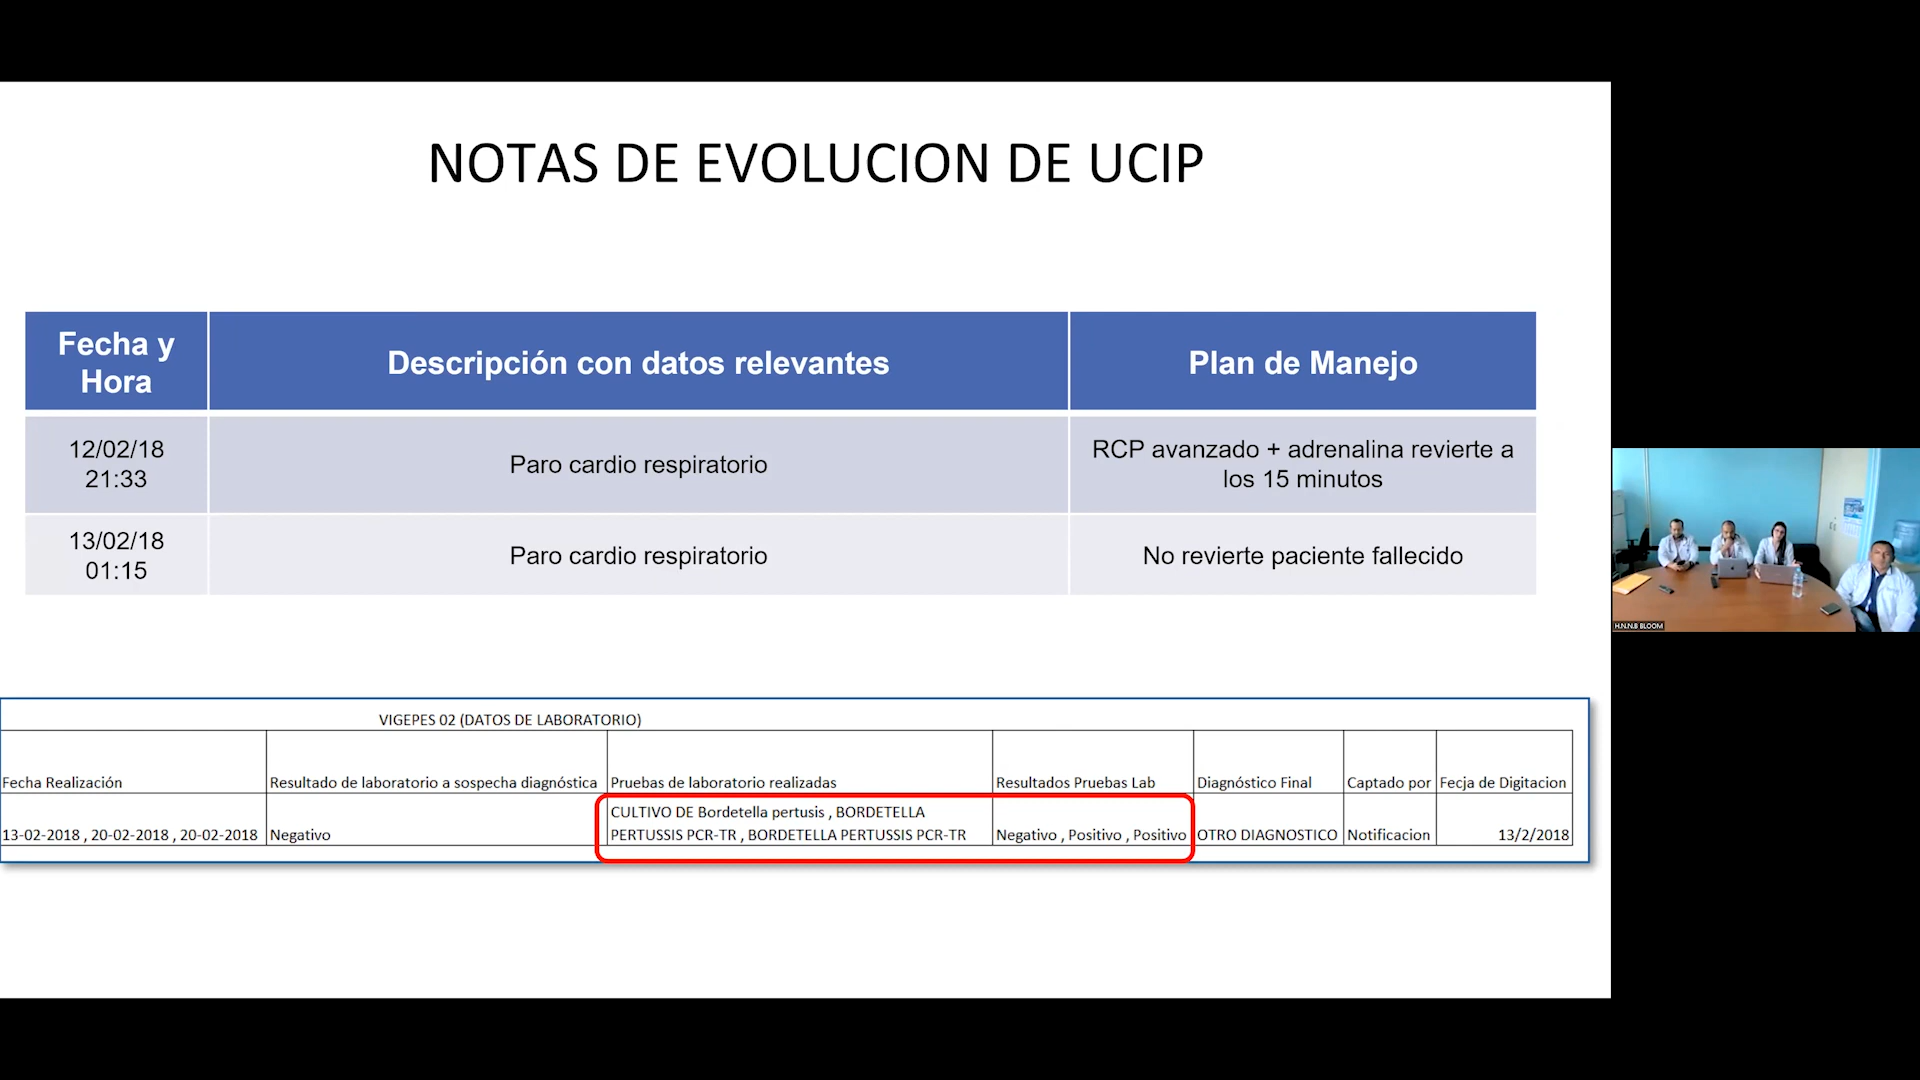 NOTAS DE EVOLUCION DE UCIP
Fecha y
Hora
Descripción con datos relevantes
Plan de Manejo
12/02/18
21:33
Paro cardio respiratorio
RCP avanzado + adrenalina revierte a
los 15 minutos
13/02/18
01:15
Paro cardio respiratorio
No revierte paciente fallecido
VIGEPES 02 (DATOS DE LABORATORIO)
Fecha Realización
Resultado de laboratorio a sospecha diagnóstica
Pruebas de laboratorio realizadas
Resultados Pruebas Lab
Diagnóstico Final
Captado por
Fecja de Digitacion
13-02-2018 , 20-02-2018 , 20-02-2018
Negativo
CULTIVO DE Bordetella pertusis , BORDETELLA
PERTUSSIS PCR-TR , BORDETELLA PERTUSSIS PCR-TR
Negativo , Positivo , Positivo
OTRO DIAGNOSTICO
Notificacion
13/2/2018
H.N.N.B BLOOM